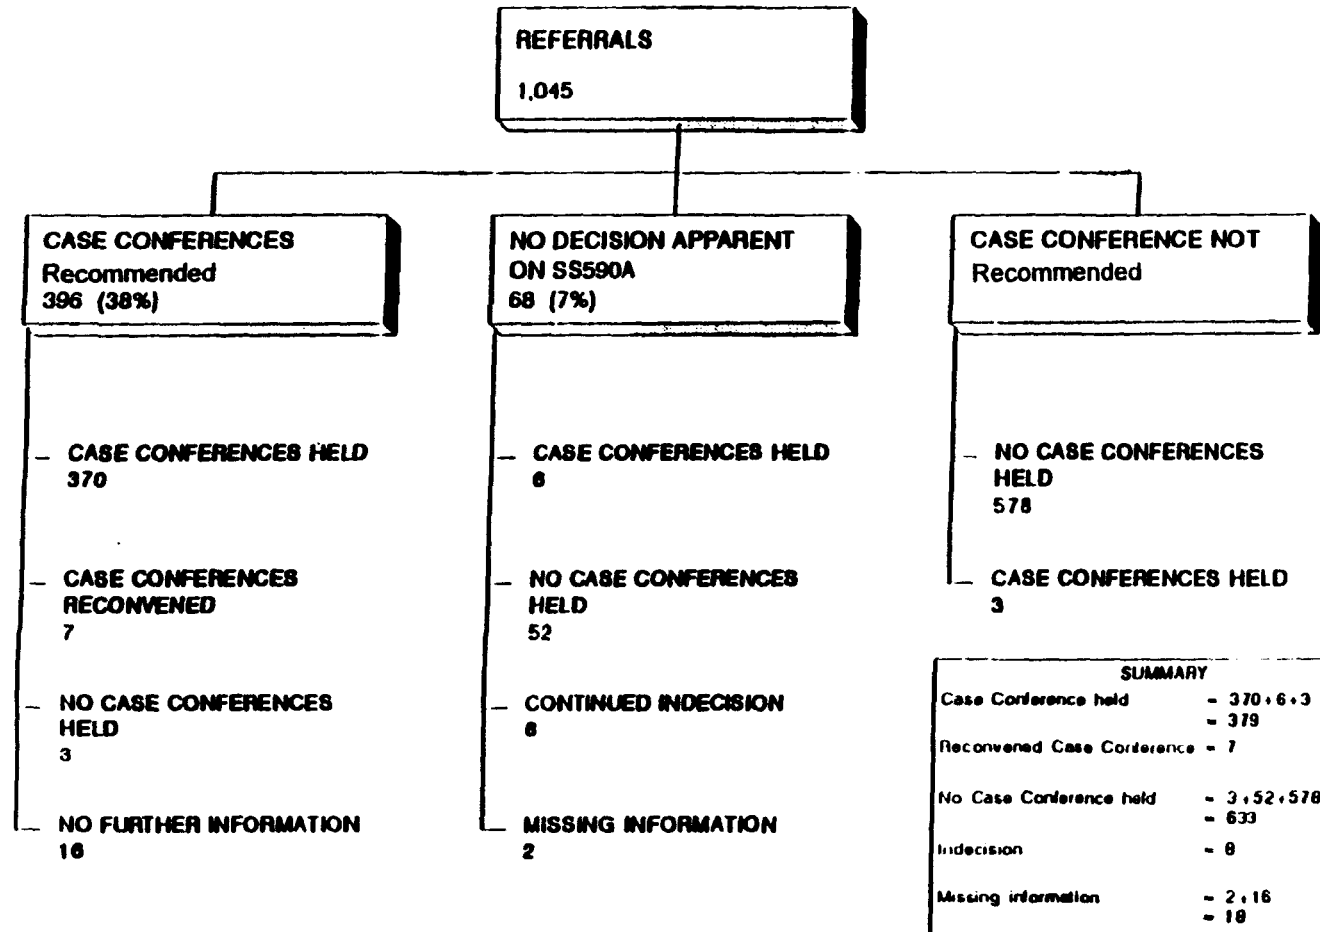 REFERRALS
1,045
CASE CONFERENCES
Recommended
396 (38%)
NO DECISION APPARENT
ON SS590A
68 (7%)
CASE CONFERENCE NOT
Recommended
– CASE CONFERENCES HELD
370
– CASE CONFERENCES
RECONVENED
7
– NO CASE CONFERENCES
HELD
3
– NO FURTHER INFORMATION
16
– CASE CONFERENCES HELD
6
– NO CASE CONFERENCES
HELD
52
– CONTINUED INDECISION
8
– MISSING INFORMATION
2
– NO CASE CONFERENCES
HELD
578
– CASE CONFERENCES HELD
3
SUMMARY
Case Conference held = 370+6+3
= 379
Reconvened Case Conference = 7
No Case Conference held = 3+52+578
= 633
Indecision = 8
Missing information = 2+16
= 18